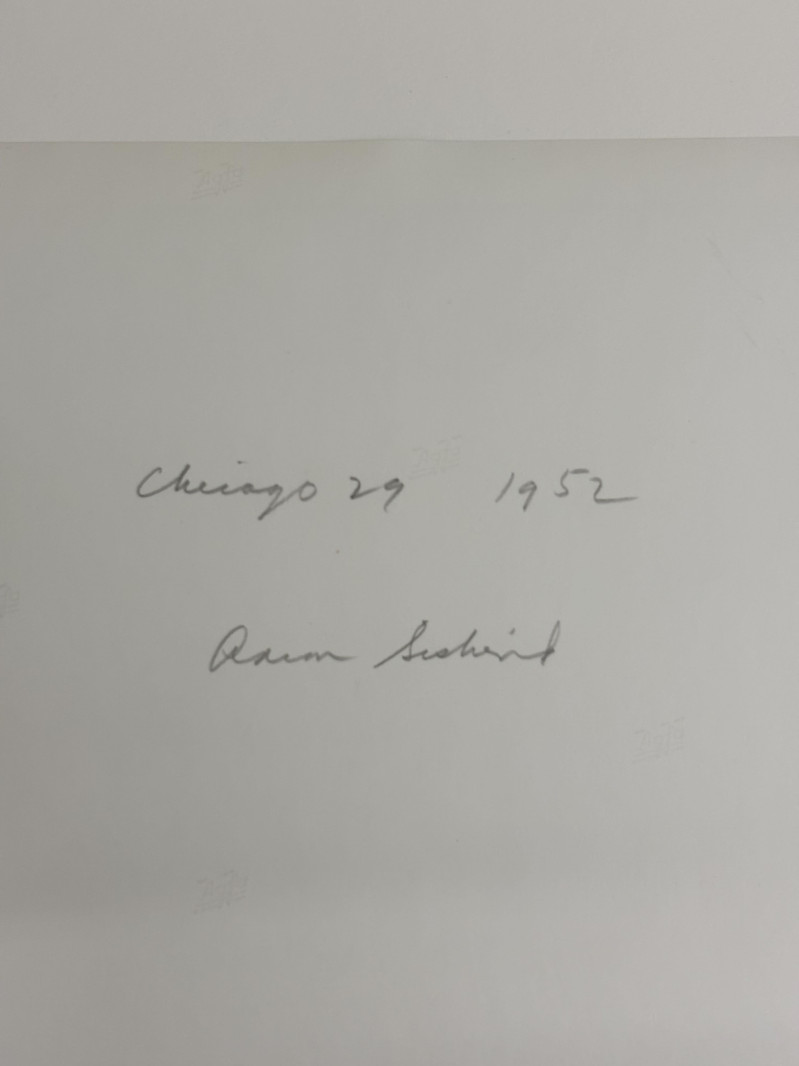 Chicago 29 1952
Aaron Siskind